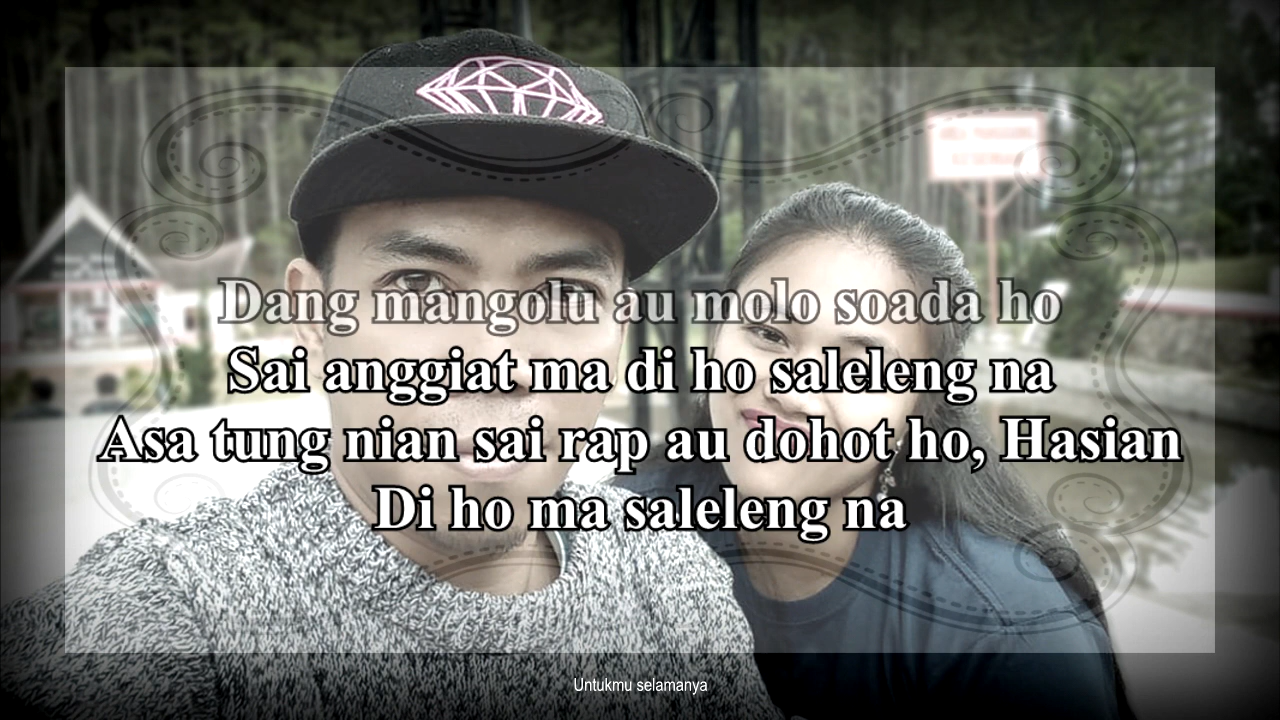 Dang mangolu au molo soada ho
Sai anggiat ma di ho saleleng na
Asa tung nian sai rap au dohot ho, Hasian
Di ho ma saleleng na
Untukmu selamanya